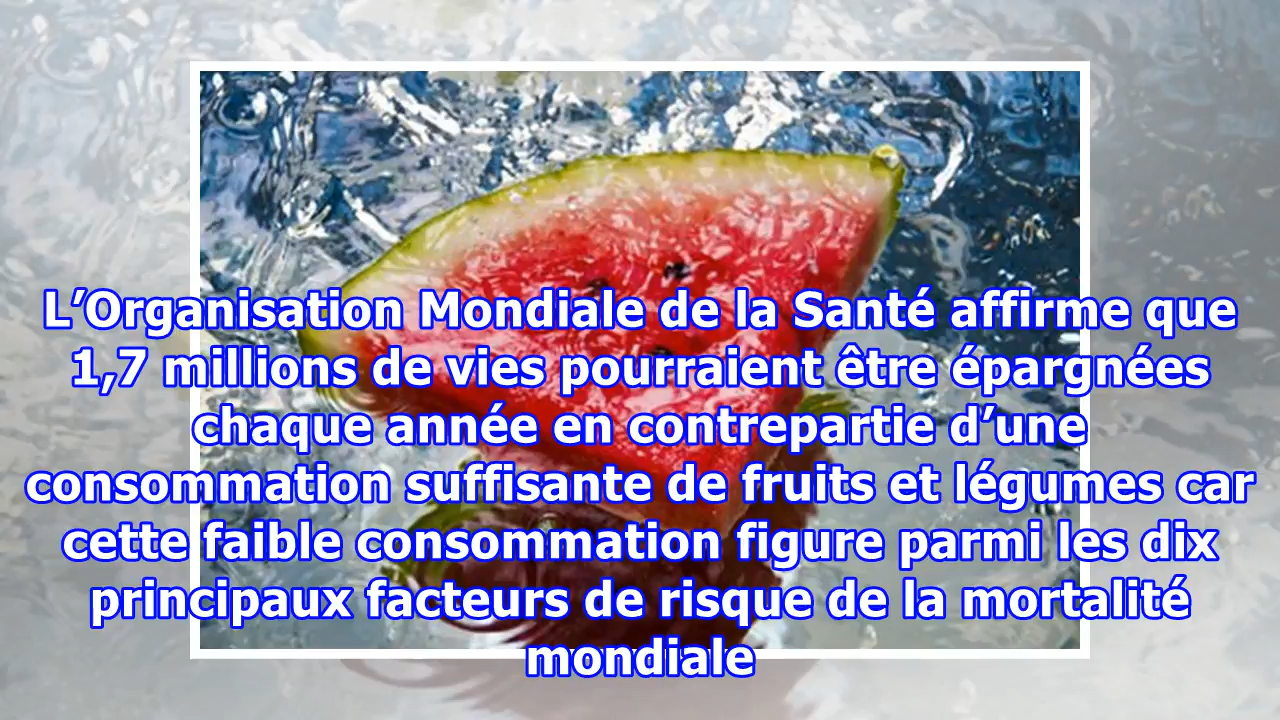 L’Organisation Mondiale de la Santé affirme que
1,7 millions de vies pourraient être épargnées
chaque année en contrepartie d’une
consommation suffisante de fruits et légumes car
cette faible consommation figure parmi les dix
principaux facteurs de risque de la mortalité
mondiale